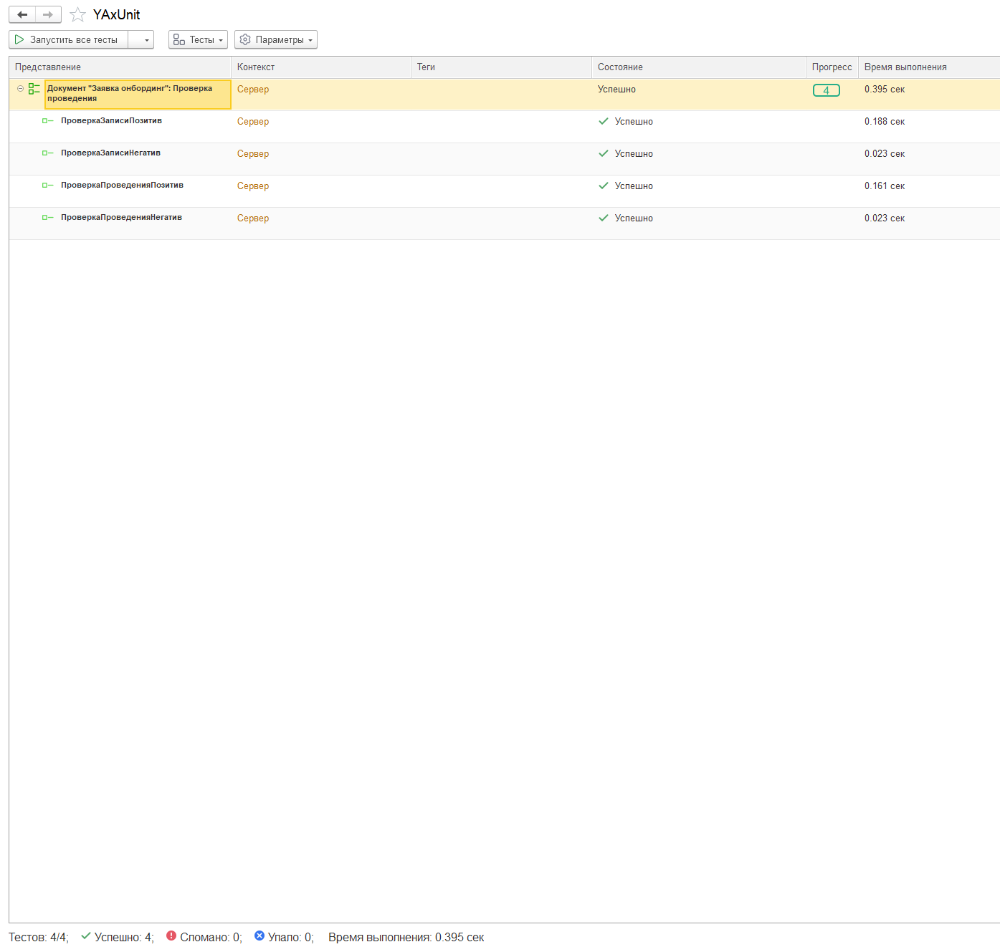 YAxUnit
Запустить все тесты
Тесты
Параметры
Представление Контекст Теги Состояние Прогресс Время выполнения
Документ "Заявка онбординг": Проверка
проведения
Сервер Успешно 4 0.395 сек
ПроверкаЗаписиПозитив Сервер Успешно 0.188 сек
ПроверкаЗаписиНегатив Сервер Успешно 0.023 сек
ПроверкаПроведенияПозитив Сервер Успешно 0.161 сек
ПроверкаПроведенияНегатив Сервер Успешно 0.023 сек
Тестов: 4/4; Успешно: 4; Сломано: 0; Упало: 0; Время выполнения: 0.395 сек